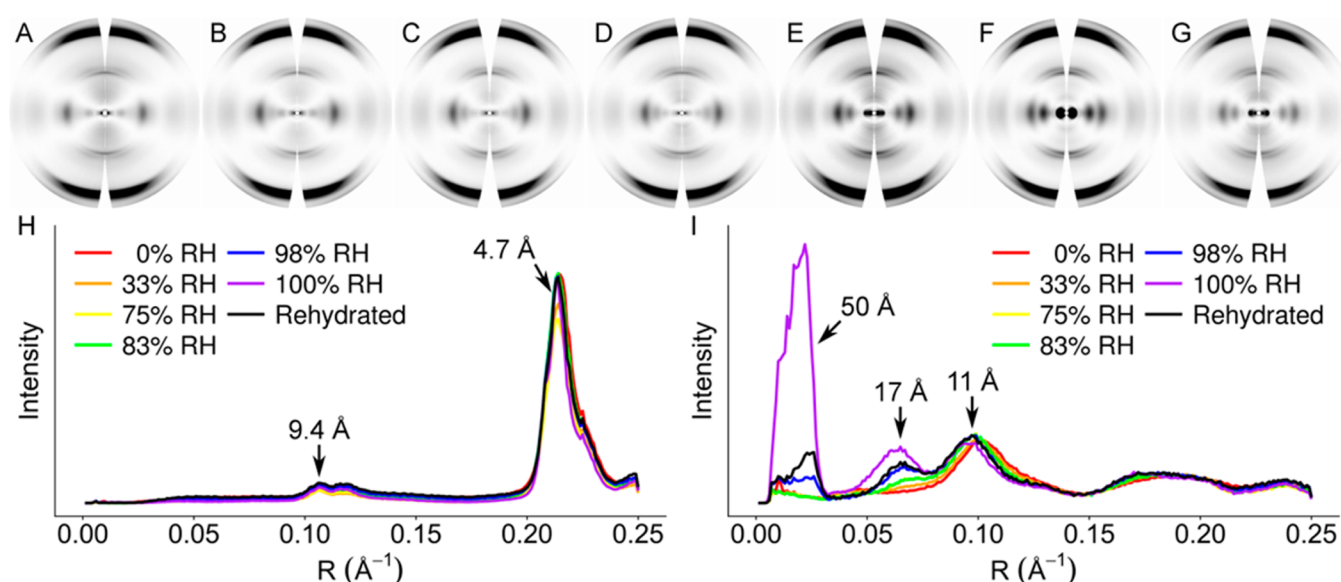 A B C D E F G
H
0% RH 98% RH
33% RH 100% RH
75% RH Rehydrated
83% RH
4.7 Å
9.4 Å
Intensity
0.00 0.05 0.10 0.15 0.20 0.25
R (Å⁻¹)
I
0% RH 98% RH
33% RH 100% RH
75% RH Rehydrated
83% RH
50 Å
17 Å 11 Å
Intensity
0.00 0.05 0.10 0.15 0.20 0.25
R (Å⁻¹)